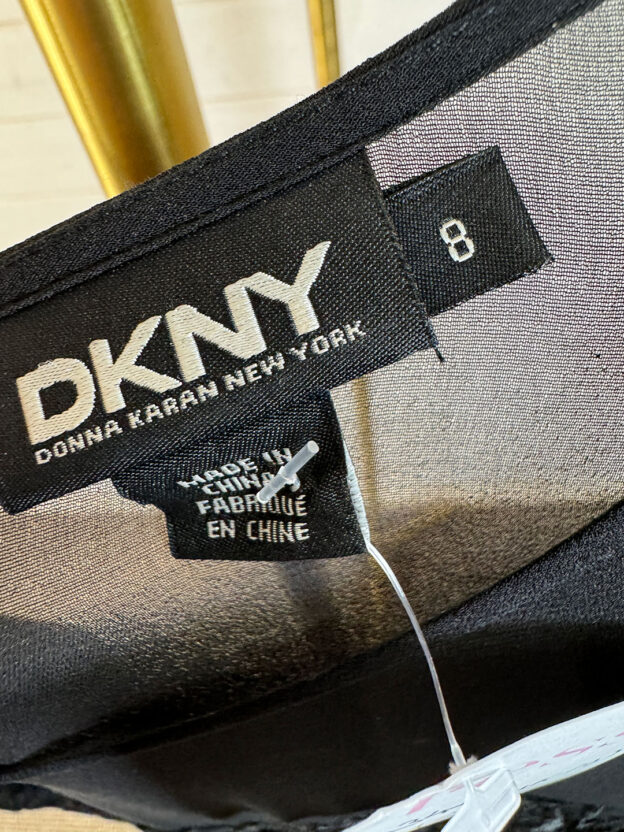 DKNY
DONNA KARAN NEW YORK
8
MADE IN
CHINA
FABRIQUÉ
EN CHINE